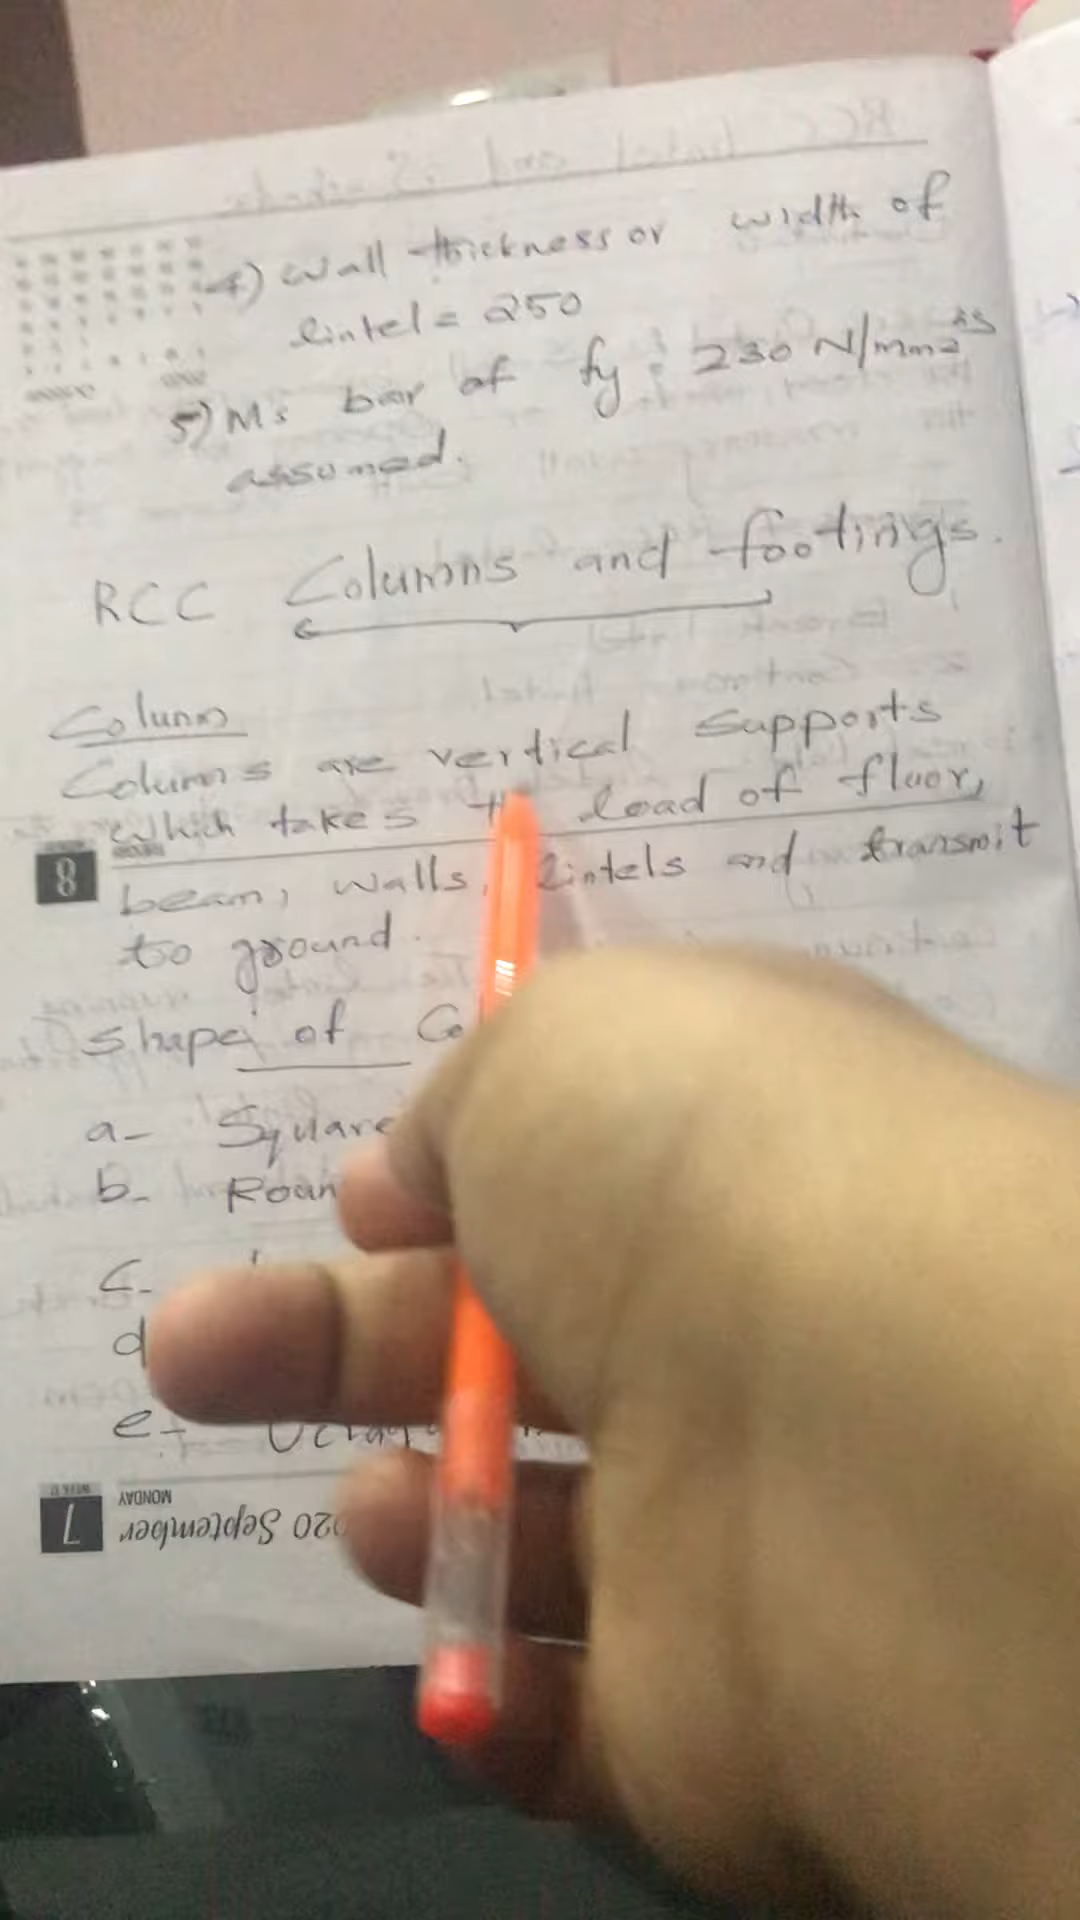 4) Wall thickness or width of
lintel = 250
5) Ms bar of fy = 230 N/mm2 as
assumed.
RCC Columns and footings.
Column
Columns are vertical supports
which takes load of floor,
beam, walls, lintels and transmit
to ground.
Shape of
a- Square
b- Roun
c-
d
e-
7 WEEK MONDAY
020 September
8